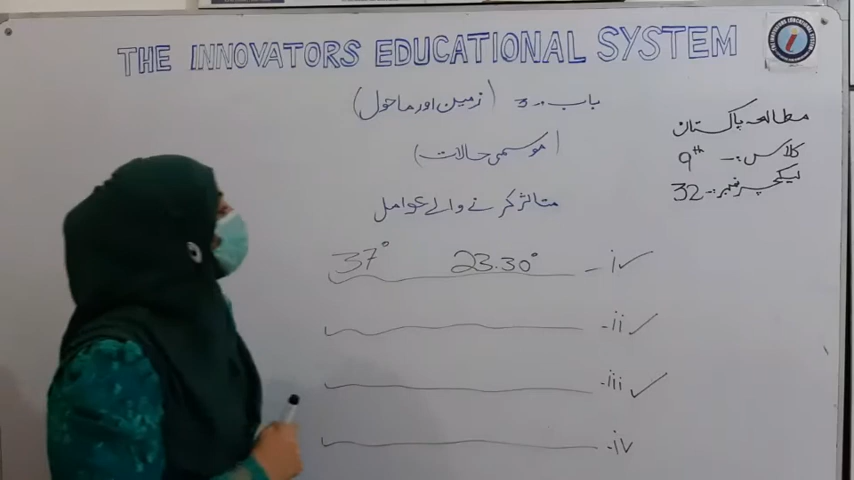 THE INNOVATORS EDUCATIONAL SYSTEM
باب:۔ 3 (زمین اور ماحول)
(موسمی حالات)
متاثر کرنے والے عوامل
مطالعہ پاکستان
کلاس:۔ 9th
لیکچر نمبر:۔ 32
i- 23.30° 37°
ii-
iii-
iv-